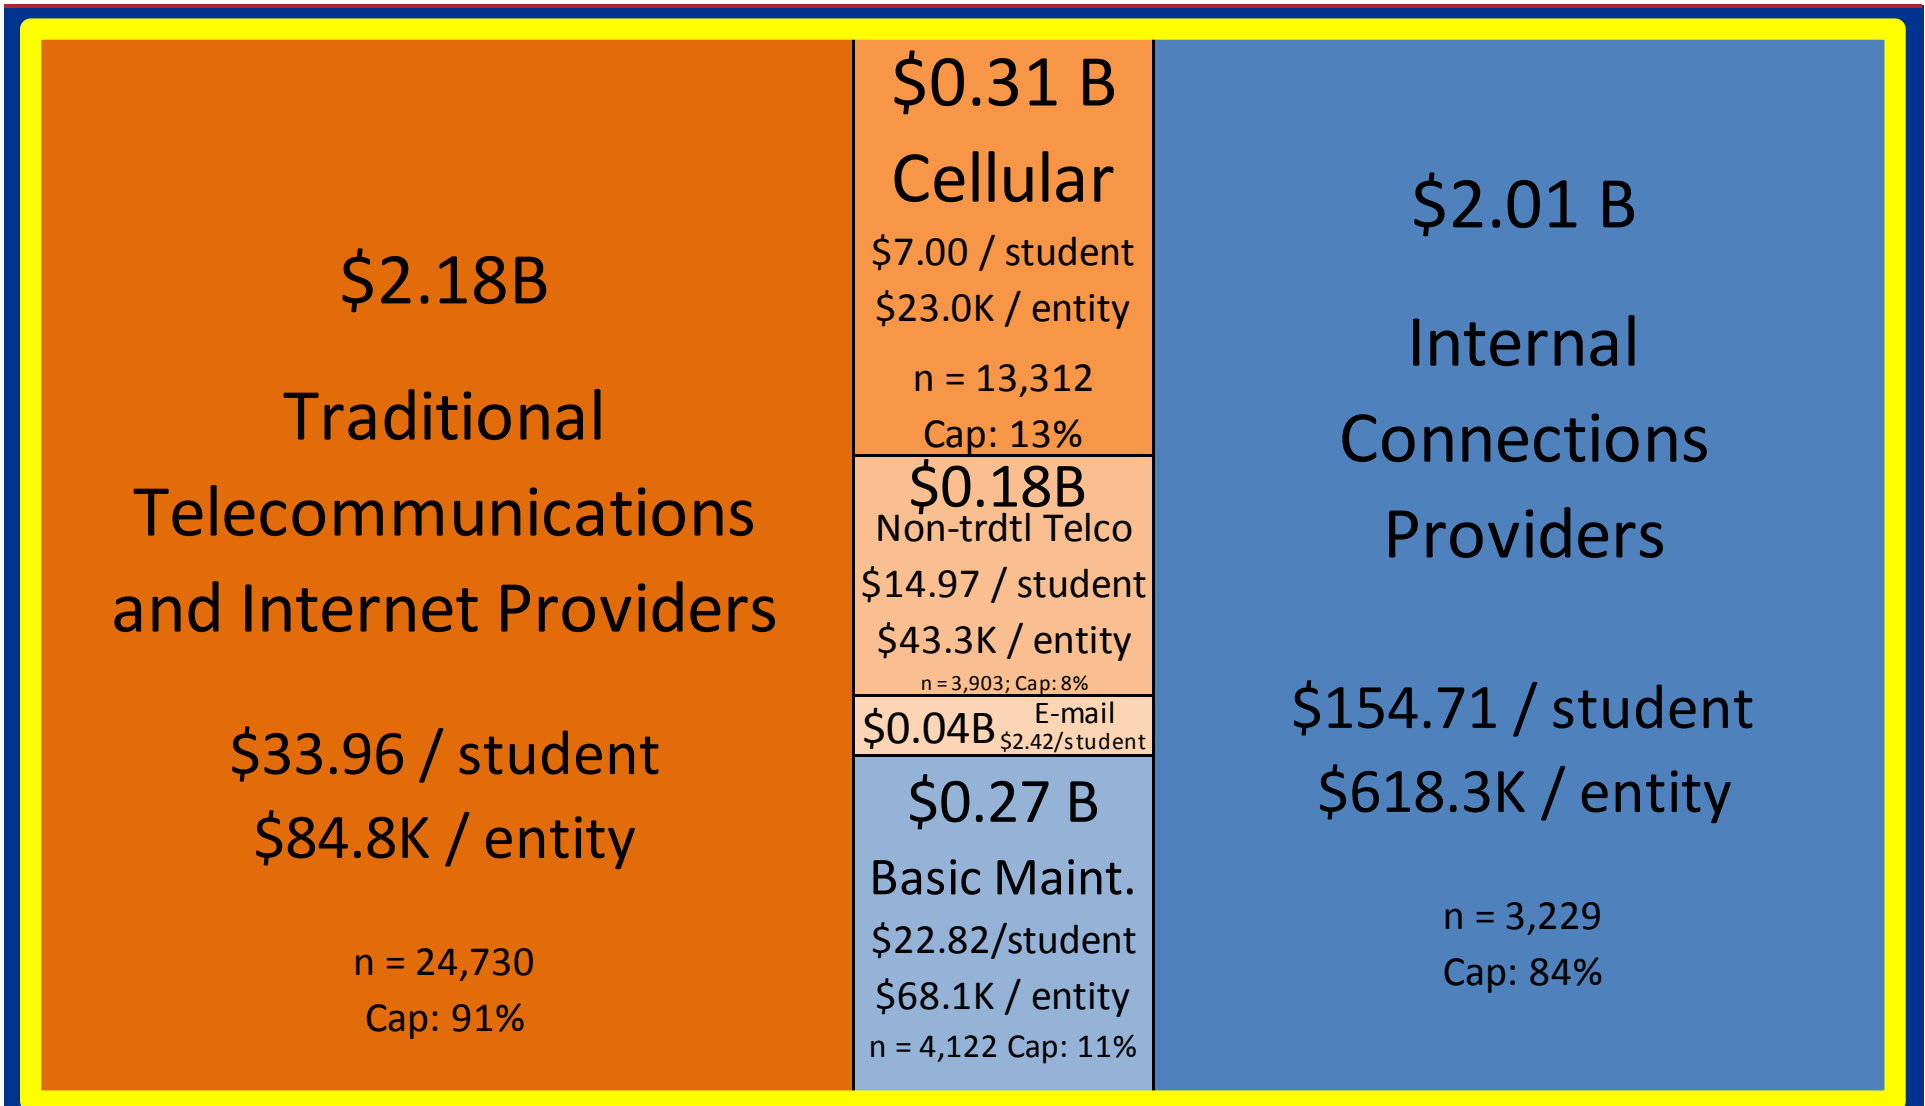 $2.18B
Traditional
Telecommunications
and Internet Providers
$33.96 / student
$84.8K / entity
n = 24,730
Cap: 91%
$0.31 B
Cellular
$7.00 / student
$23.0K / entity
n = 13,312
Cap: 13%
$0.18B
Non-trdtl Telco
$14.97 / student
$43.3K / entity
n = 3,903; Cap: 8%
$0.04B E-mail
$2.42/student
$0.27 B
Basic Maint.
$22.82/student
$68.1K / entity
n = 4,122 Cap: 11%
$2.01 B
Internal
Connections
Providers
$154.71 / student
$618.3K / entity
n = 3,229
Cap: 84%